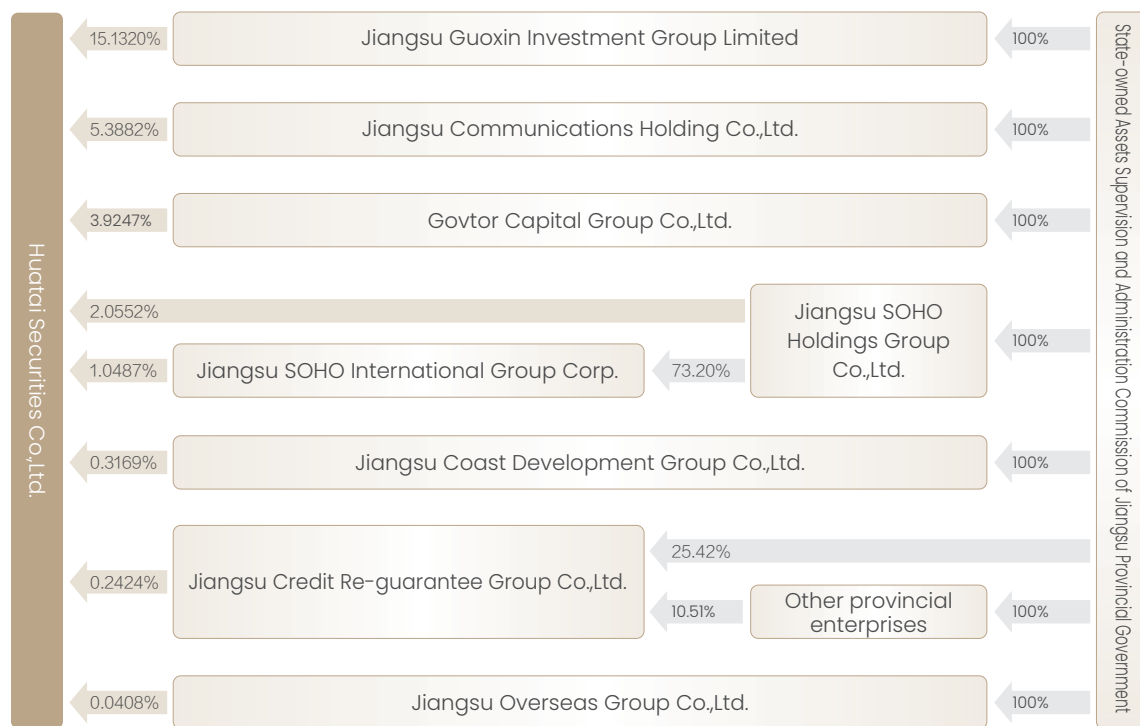 Huatai Securities Co.,Ltd.
15.1320%
Jiangsu Guoxin Investment Group Limited
100%
5.3882%
Jiangsu Communications Holding Co.,Ltd.
100%
3.9247%
Govtor Capital Group Co.,Ltd.
100%
2.0552%
Jiangsu SOHO
Holdings Group
Co.,Ltd.
100%
1.0487%
Jiangsu SOHO International Group Corp.
73.20%
0.3169%
Jiangsu Coast Development Group Co.,Ltd.
100%
0.2424%
Jiangsu Credit Re-guarantee Group Co.,Ltd.
25.42%
10.51%
Other provincial
enterprises
100%
0.0408%
Jiangsu Overseas Group Co.,Ltd.
100%
State-owned Assets Supervision and Administration Commission of Jiangsu Provincial Government